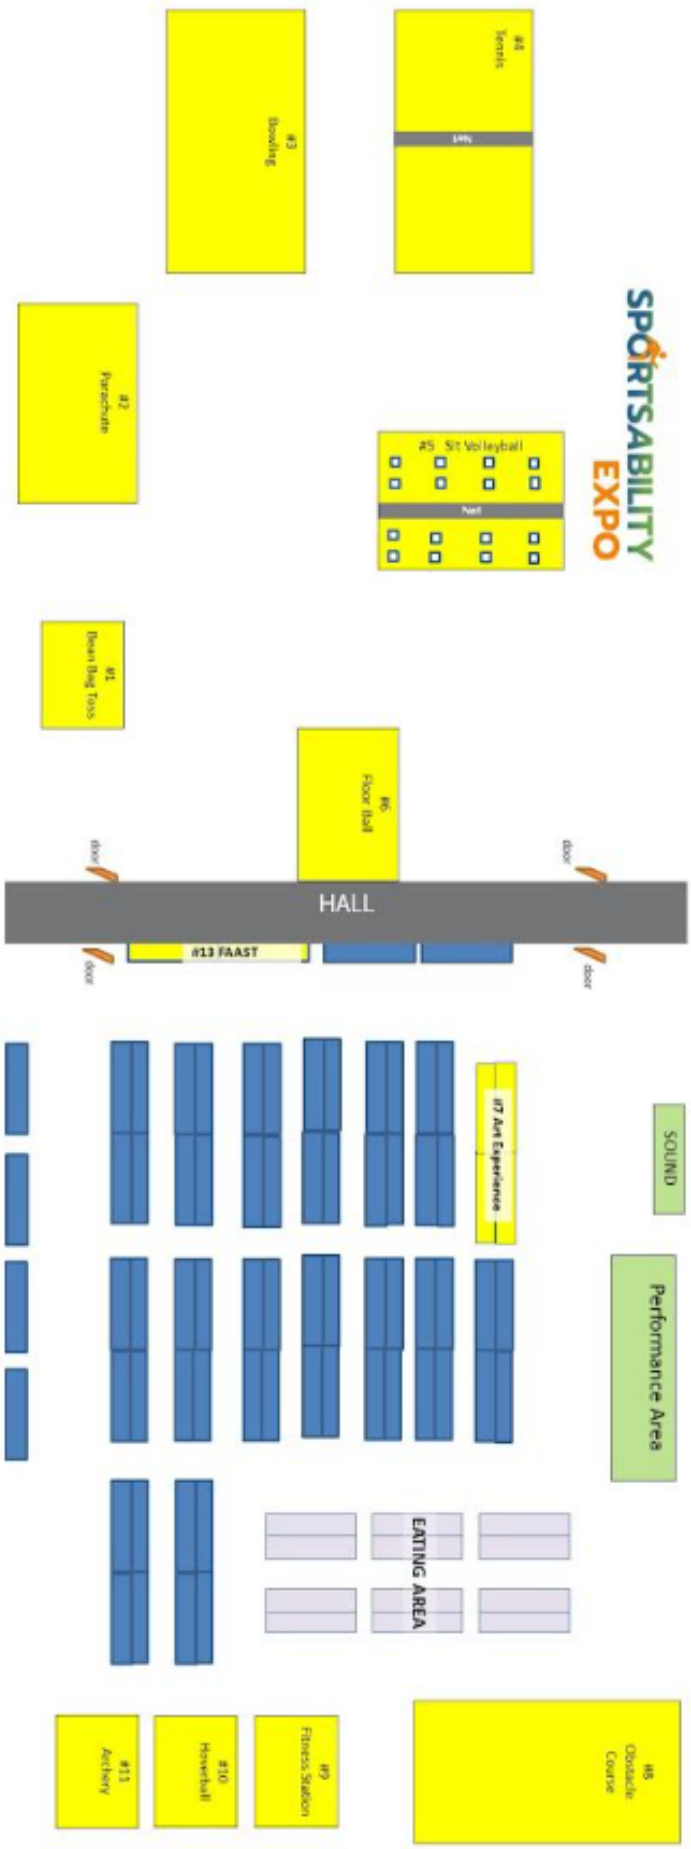 #4
Tennis
Net
#3
Bowling
SPORTSABILITY
EXPO
#2
Parachute
#5 Sit Volleyball
Net
#1
Bean Bag Toss
#6
Floor Ball
door
door
HALL
#13 FAAST
door
door
#7 Art Experience
SOUND
Performance Area
EATING AREA
#8
Obstacle
Course
#9
Fitness Station
#10
Hoverball
#11
Archery